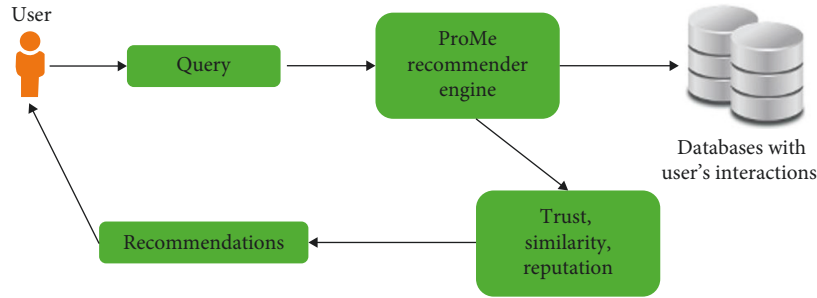 User
Query
ProMe
recommender
engine
Databases with
user's interactions
Trust,
similarity,
reputation
Recommendations